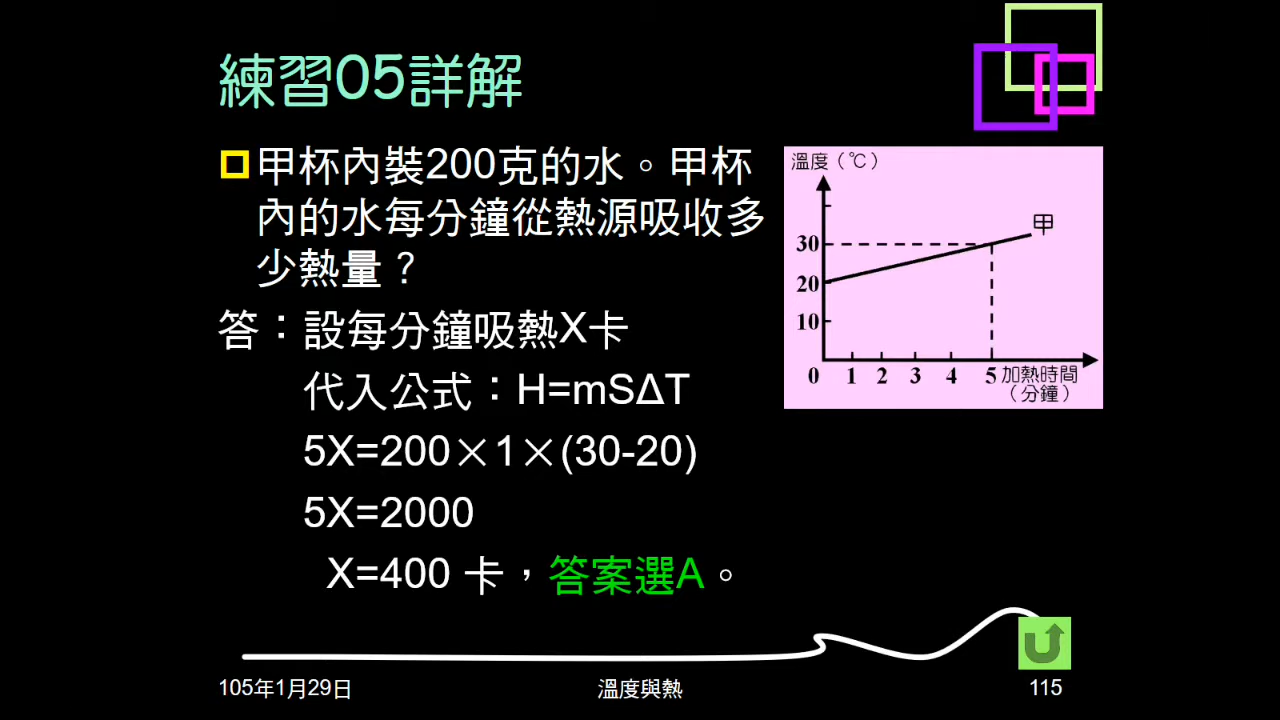 練習05詳解
甲杯內裝200克的水。甲杯
內的水每分鐘從熱源吸收多
少熱量？
答：設每分鐘吸熱X卡
代入公式：H=mSΔT
5X=200×1×(30-20)
5X=2000
X=400 卡，答案選A。
溫度（℃）
甲
30
20
10
0 1 2 3 4 5 加熱時間
（分鐘）
105年1月29日
溫度與熱
115